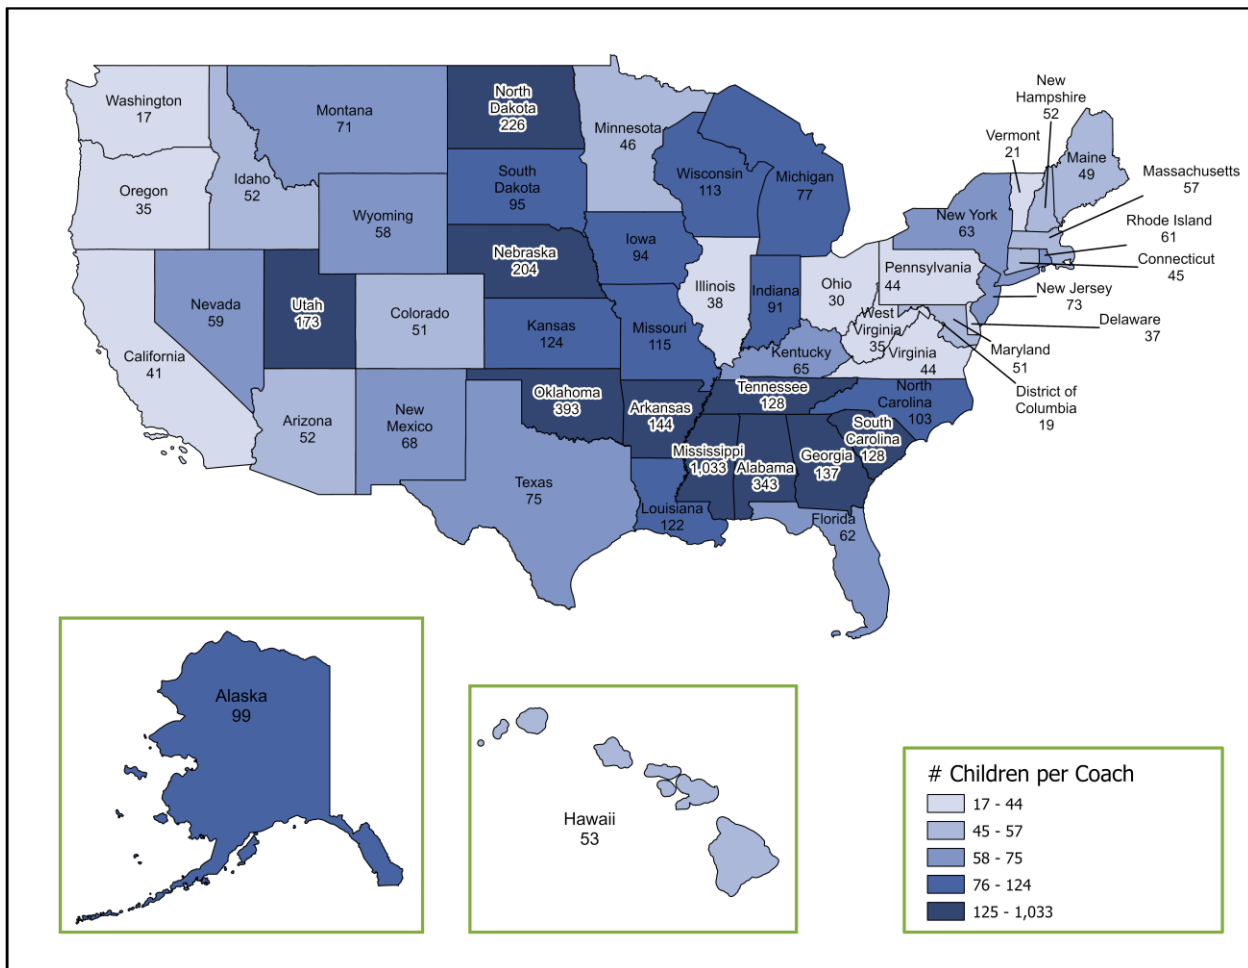 Washington
17
Oregon
35
California
41
Idaho
52
Nevada
59
Montana
71
Wyoming
58
Utah
173
Colorado
51
Arizona
52
New
Mexico
68
North
Dakota
226
South
Dakota
95
Nebraska
204
Kansas
124
Oklahoma
393
Texas
75
Minnesota
46
Iowa
94
Missouri
115
Arkansas
144
Louisiana
122
Wisconsin
113
Illinois
38
Michigan
77
Indiana
91
Ohio
30
Kentucky
65
Tennessee
128
Mississippi
1,033
Alabama
343
Georgia
137
Florida
62
South
Carolina
128
North
Carolina
103
Virginia
44
West
Virginia
35
Pennsylvania
44
New York
63
Vermont
21
New
Hampshire
52
Maine
49
Massachusetts
57
Rhode Island
61
Connecticut
45
New Jersey
73
Delaware
37
Maryland
51
District of
Columbia
19
Alaska
99
Hawaii
53
# Children per Coach
17 - 44
45 - 57
58 - 75
76 - 124
125 - 1,033